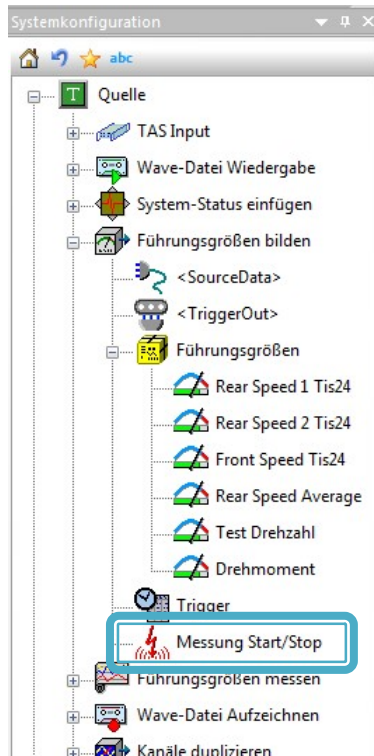 Systemkonfiguration
abc
T Quelle
TAS Input
Wave-Datei Wiedergabe
System-Status einfügen
Führungsgrößen bilden
<SourceData>
<TriggerOut>
Führungsgrößen
Rear Speed 1 Tis24
Rear Speed 2 Tis24
Front Speed Tis24
Rear Speed Average
Test Drehzahl
Drehmoment
Trigger
Messung Start/Stop
Führungsgrößen messen
Wave-Datei Aufzeichnen
Kanäle duplizieren